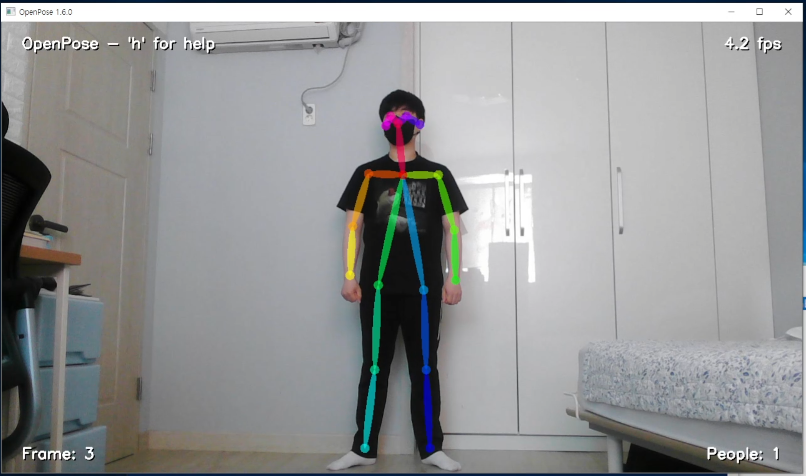 OpenPose 1.6.0
OpenPose - 'h' for help
4.2 fps
Frame: 3
People: 1